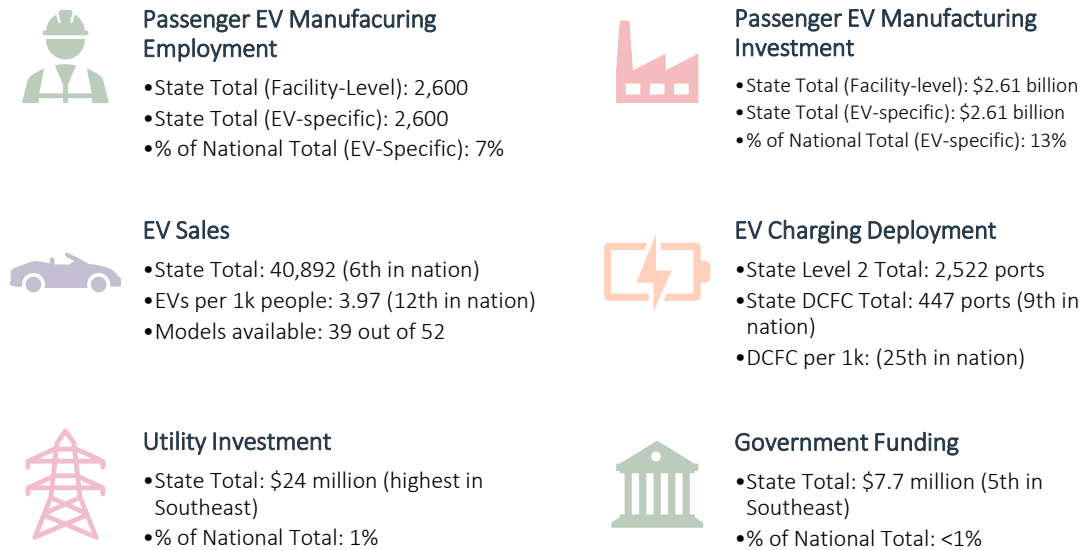 Passenger EV Manufacuring
Employment
•State Total (Facility-Level): 2,600
•State Total (EV-specific): 2,600
•% of National Total (EV-Specific): 7%
Passenger EV Manufacturing
Investment
•State Total (Facility-level): $2.61 billion
•State Total (EV-specific): $2.61 billion
•% of National Total (EV-specific): 13%
EV Sales
•State Total: 40,892 (6th in nation)
•EVs per 1k people: 3.97 (12th in nation)
•Models available: 39 out of 52
EV Charging Deployment
•State Level 2 Total: 2,522 ports
•State DCFC Total: 447 ports (9th in
nation)
•DCFC per 1k: (25th in nation)
Utility Investment
•State Total: $24 million (highest in
Southeast)
•% of National Total: 1%
Government Funding
•State Total: $7.7 million (5th in
Southeast)
•% of National Total: <1%